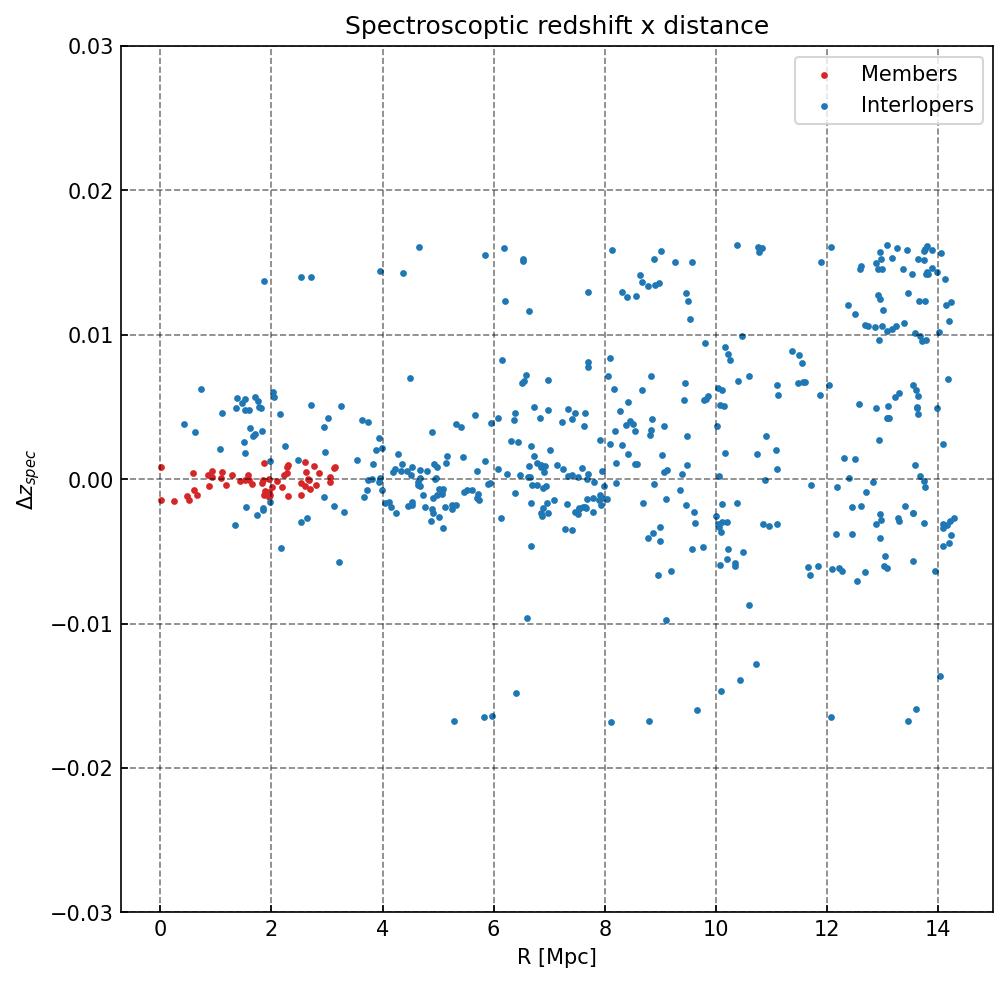 Spectroscoptic redshift x distance
0.03
0.02
0.01
0.00
−0.01
−0.02
−0.03
Δz_spec
Members
Interlopers
0 2 4 6 8 10 12 14
R [Mpc]